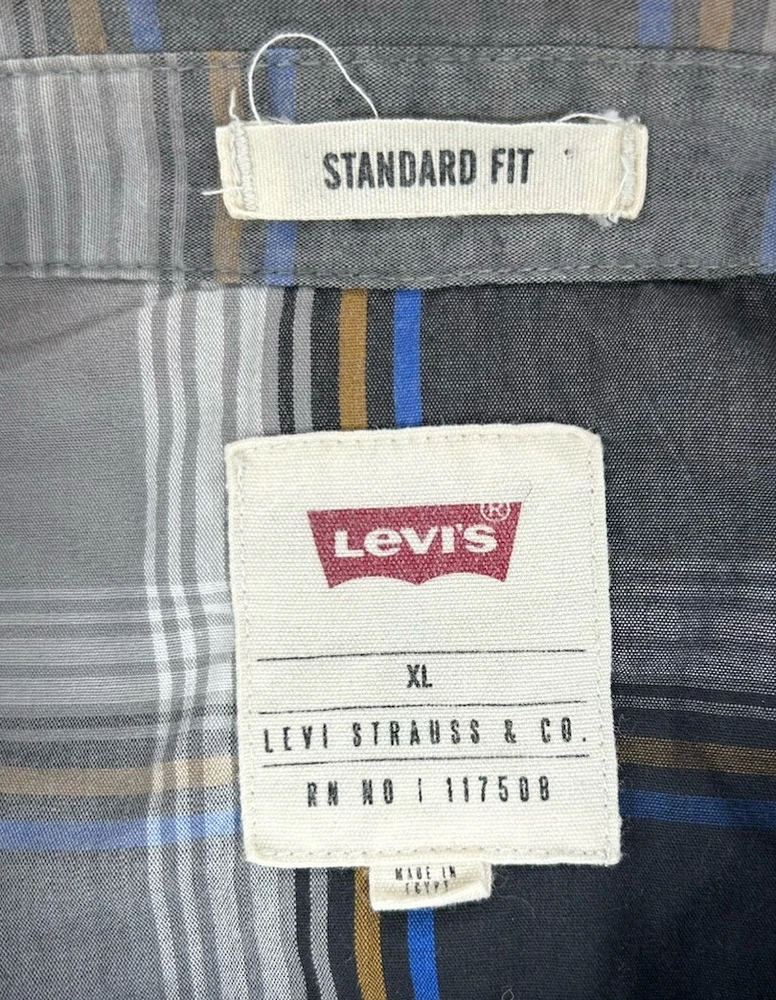 STANDARD FIT
Levi's®
XL
LEVI STRAUSS & CO.
RN NO : 117508
MADE IN
EGYPT